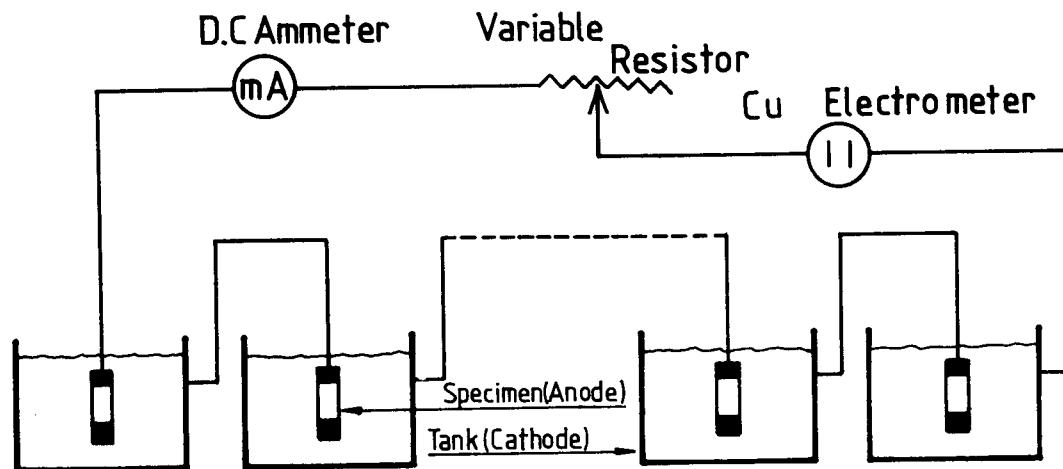 D.C Ammeter
Variable
Resistor
mA
Cu Electrometer
Specimen(Anode)
Tank(Cathode)